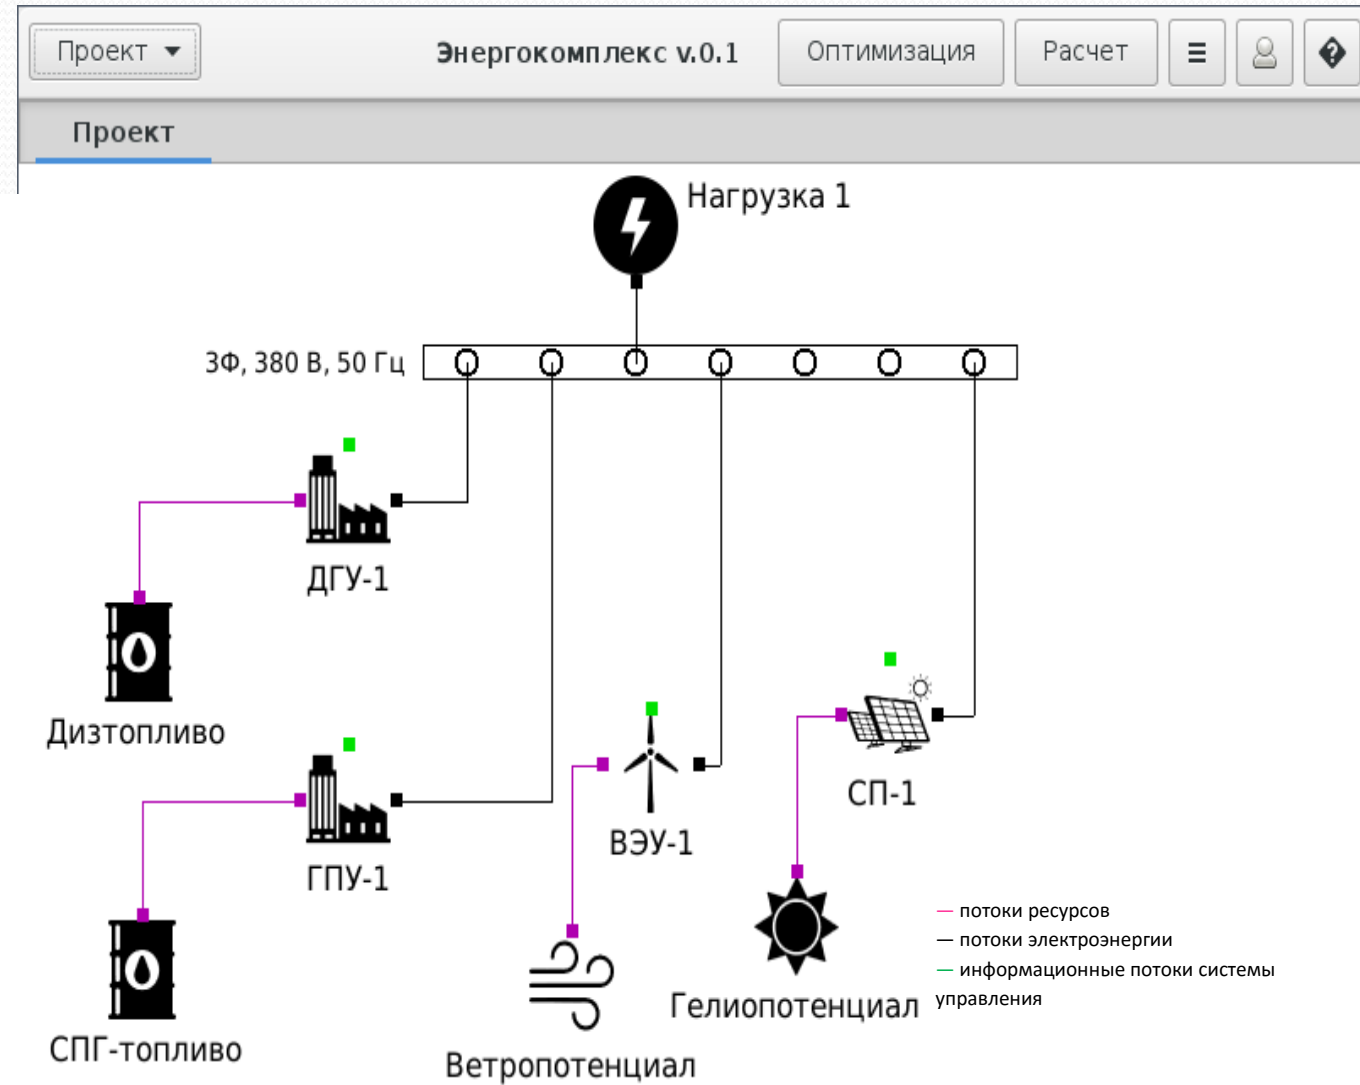 Проект
Энергокомплекс v.0.1
Оптимизация
Расчет
Проект
Нагрузка 1
3Ф, 380 В, 50 Гц
ДГУ-1
Дизтопливо
ГПУ-1
СПГ-топливо
ВЭУ-1
Ветропотенциал
СП-1
Гелиопотенциал
— потоки ресурсов
— потоки электроэнергии
— информационные потоки системы
управления